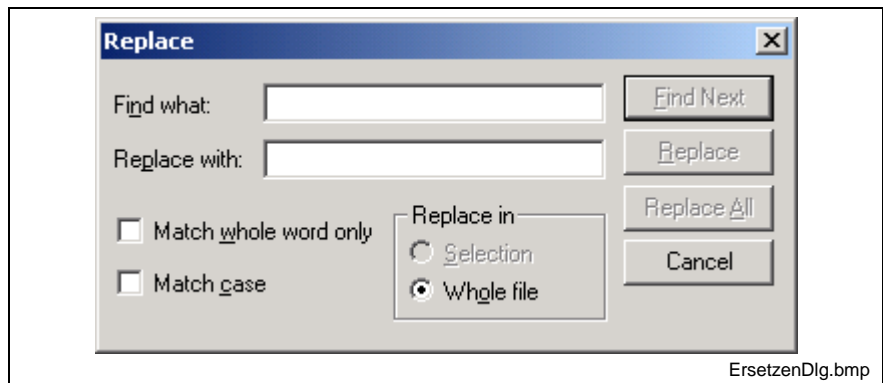 Replace
Find what:
Find Next
Replace with:
Replace
Match whole word only
Replace in
Replace All
Selection
Cancel
Match case
Whole file
ErsetzenDlg.bmp